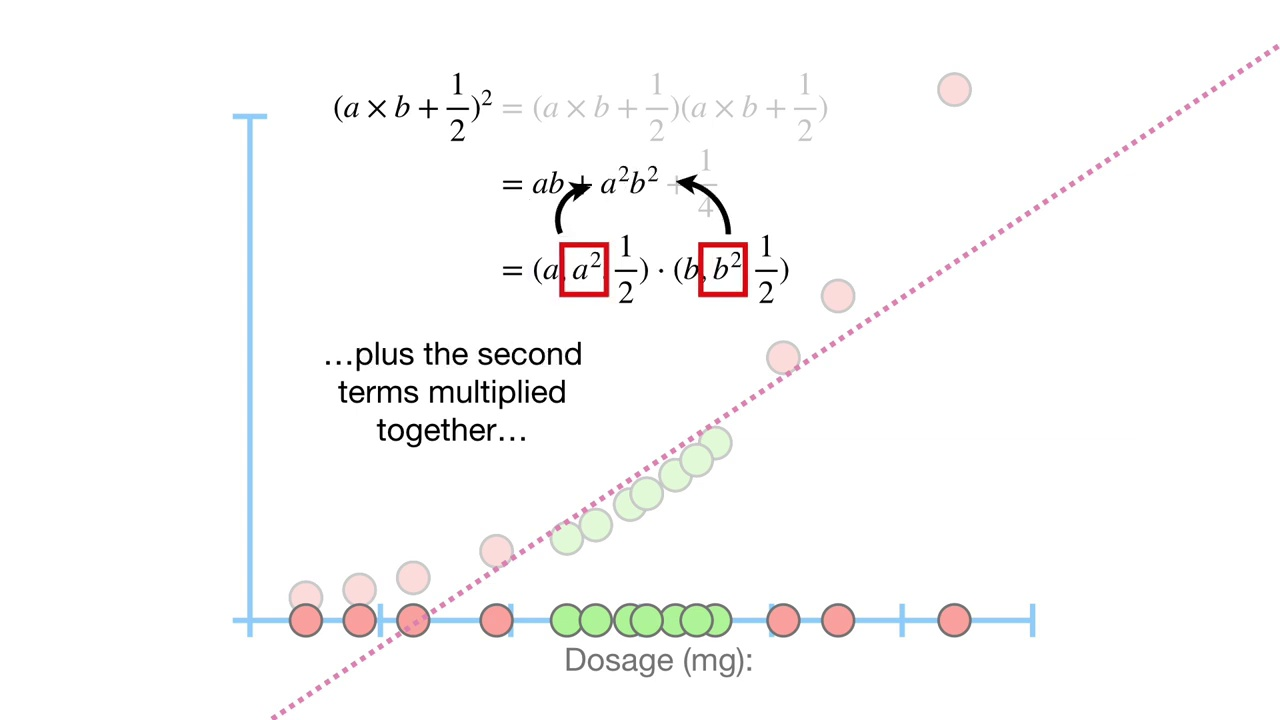 (a × b + 1/2)² = (a × b + 1/2)(a × b + 1/2)
= ab + a²b² + 1/4
= (a, a², 1/2) · (b, b², 1/2)
…plus the second
terms multiplied
together…
Dosage (mg):